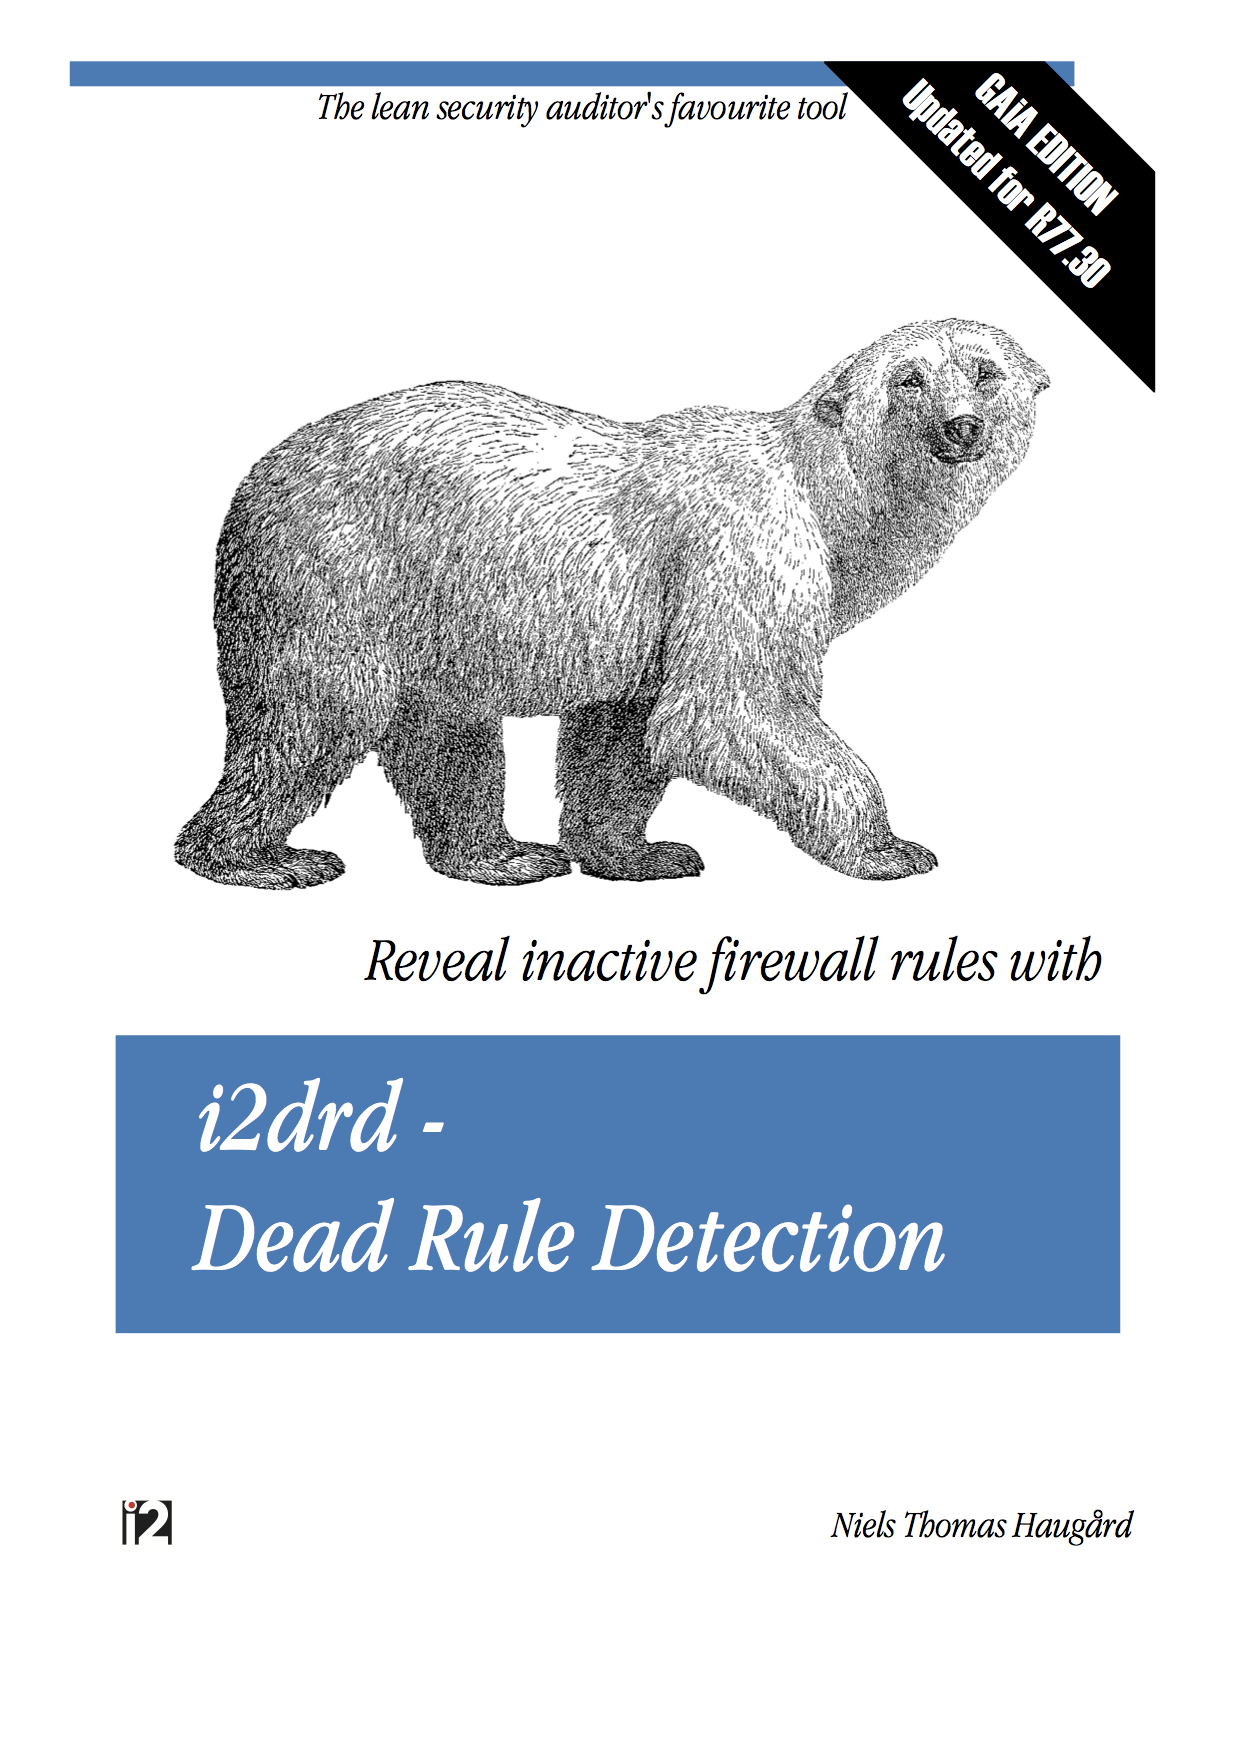 The lean security auditor's favourite tool
GAiA EDITION
Updated for R77.30
Reveal inactive firewall rules with
i2drd -
Dead Rule Detection
i2
Niels Thomas Haugård